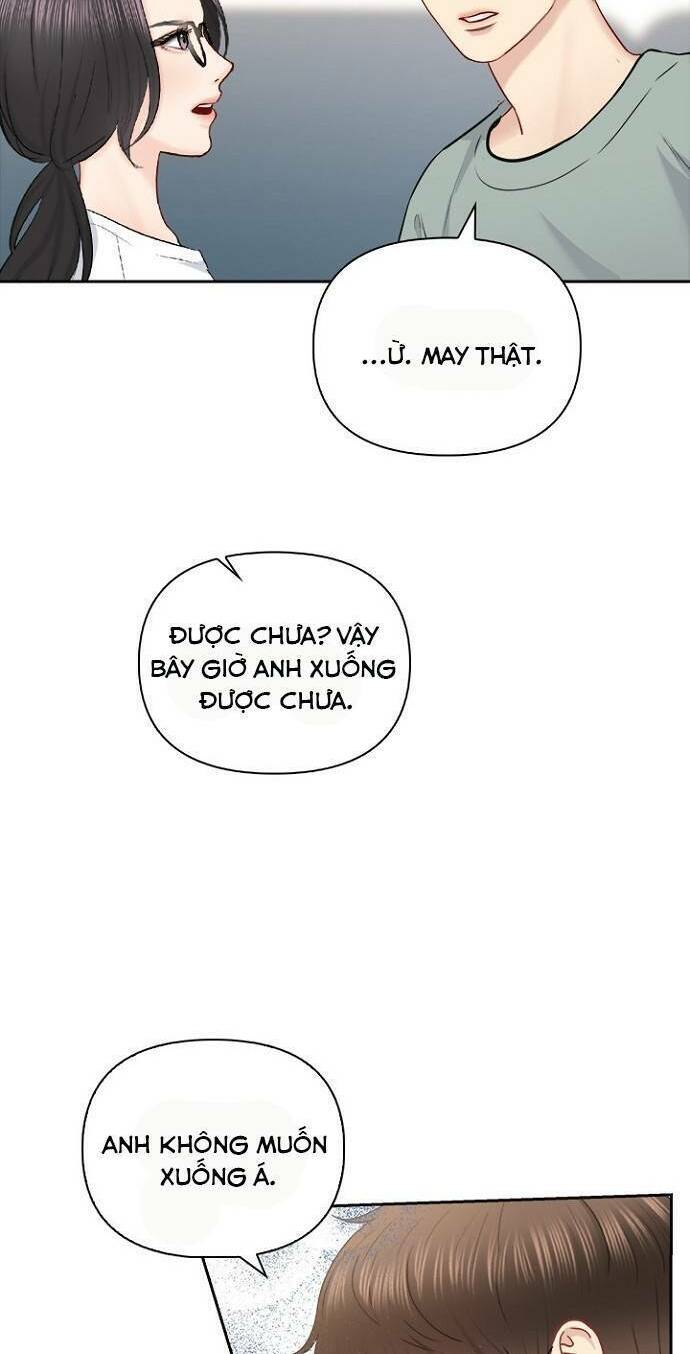 ...Ừ. MAY THẬT.
ĐƯỢC CHƯA? VẬY
BÂY GIỜ ANH XUỐNG
ĐƯỢC CHƯA.
ANH KHÔNG MUỐN
XUỐNG Á.